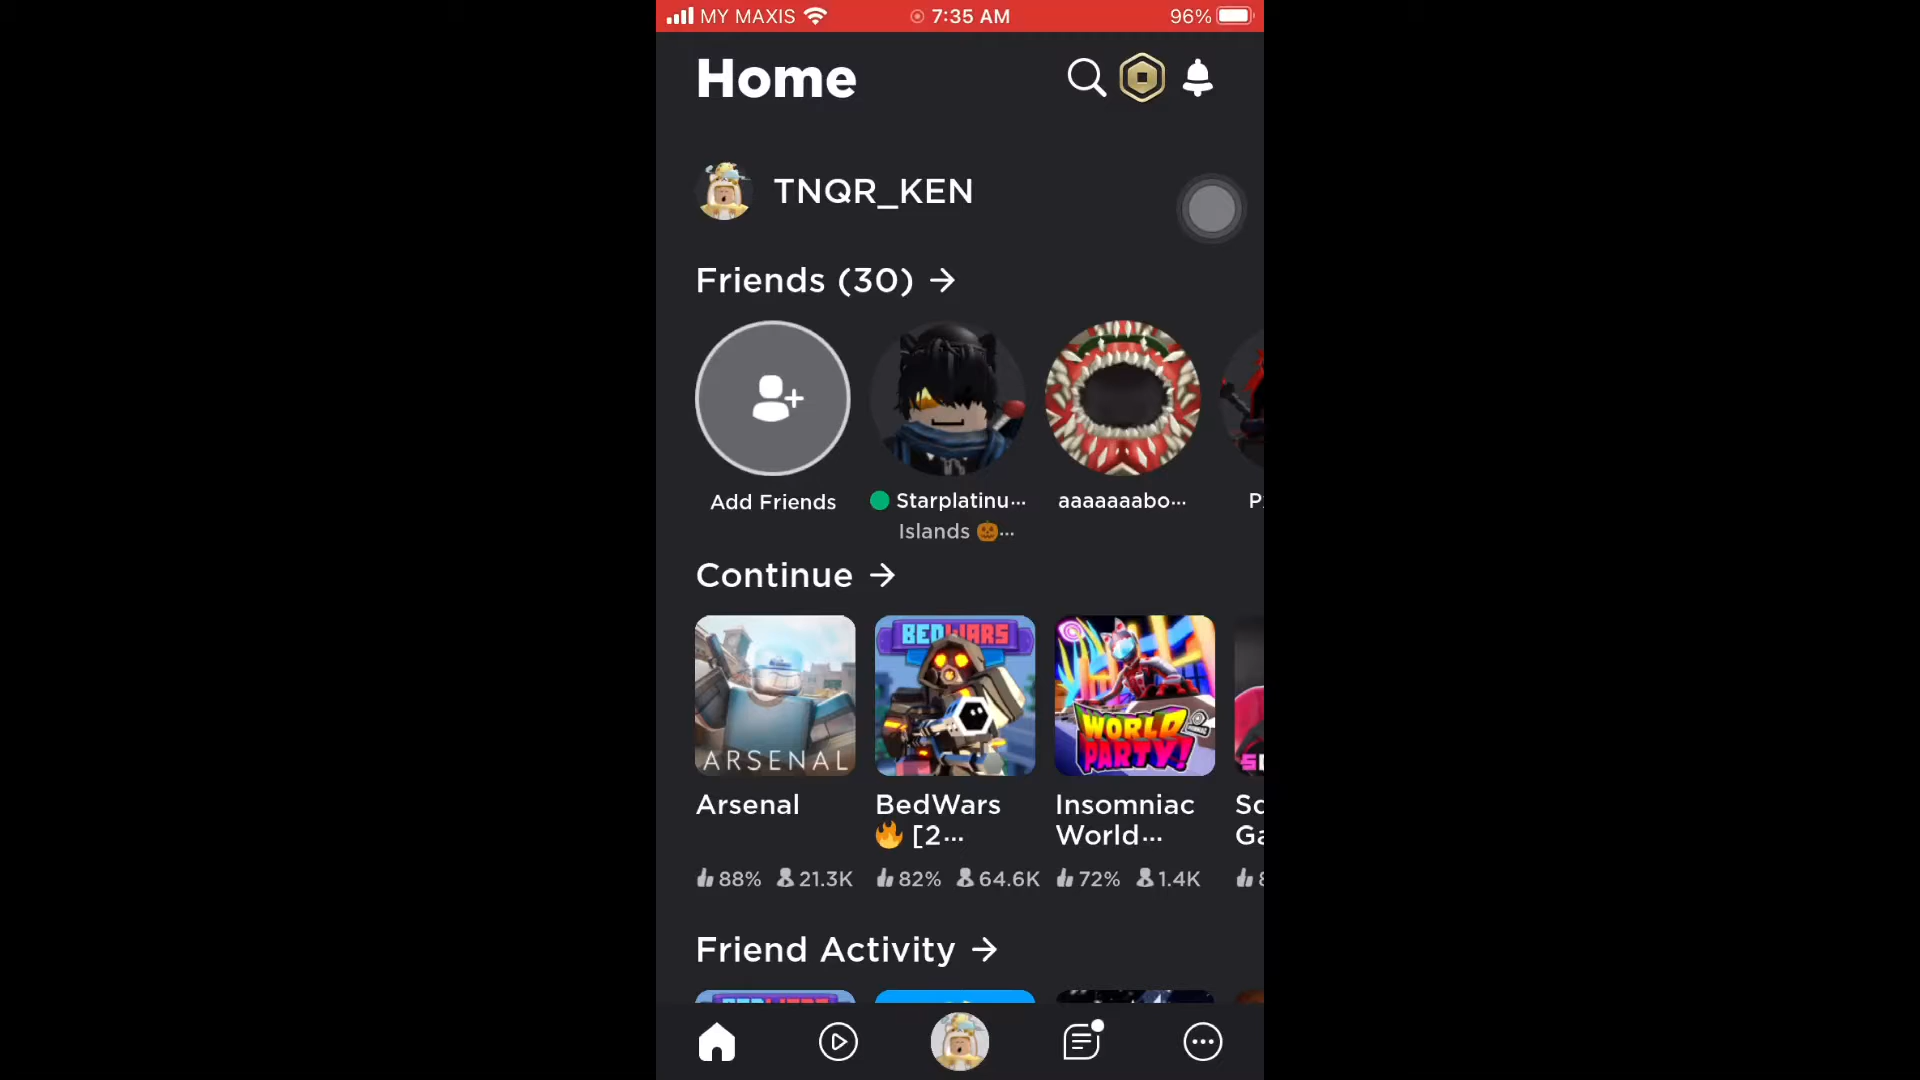 MY MAXIS
7:35 AM
96%
Home
TNQR_KEN
Friends (30) →
Add Friends
Starplatinu...
Islands 🎃...
aaaaaaabo...
Continue →
ARSENAL
BEDWARS
WORLD PARTY!
Arsenal
BedWars
🔥 [2...
Insomniac
World...
88% 21.3K
82% 64.6K
72% 1.4K
Friend Activity →